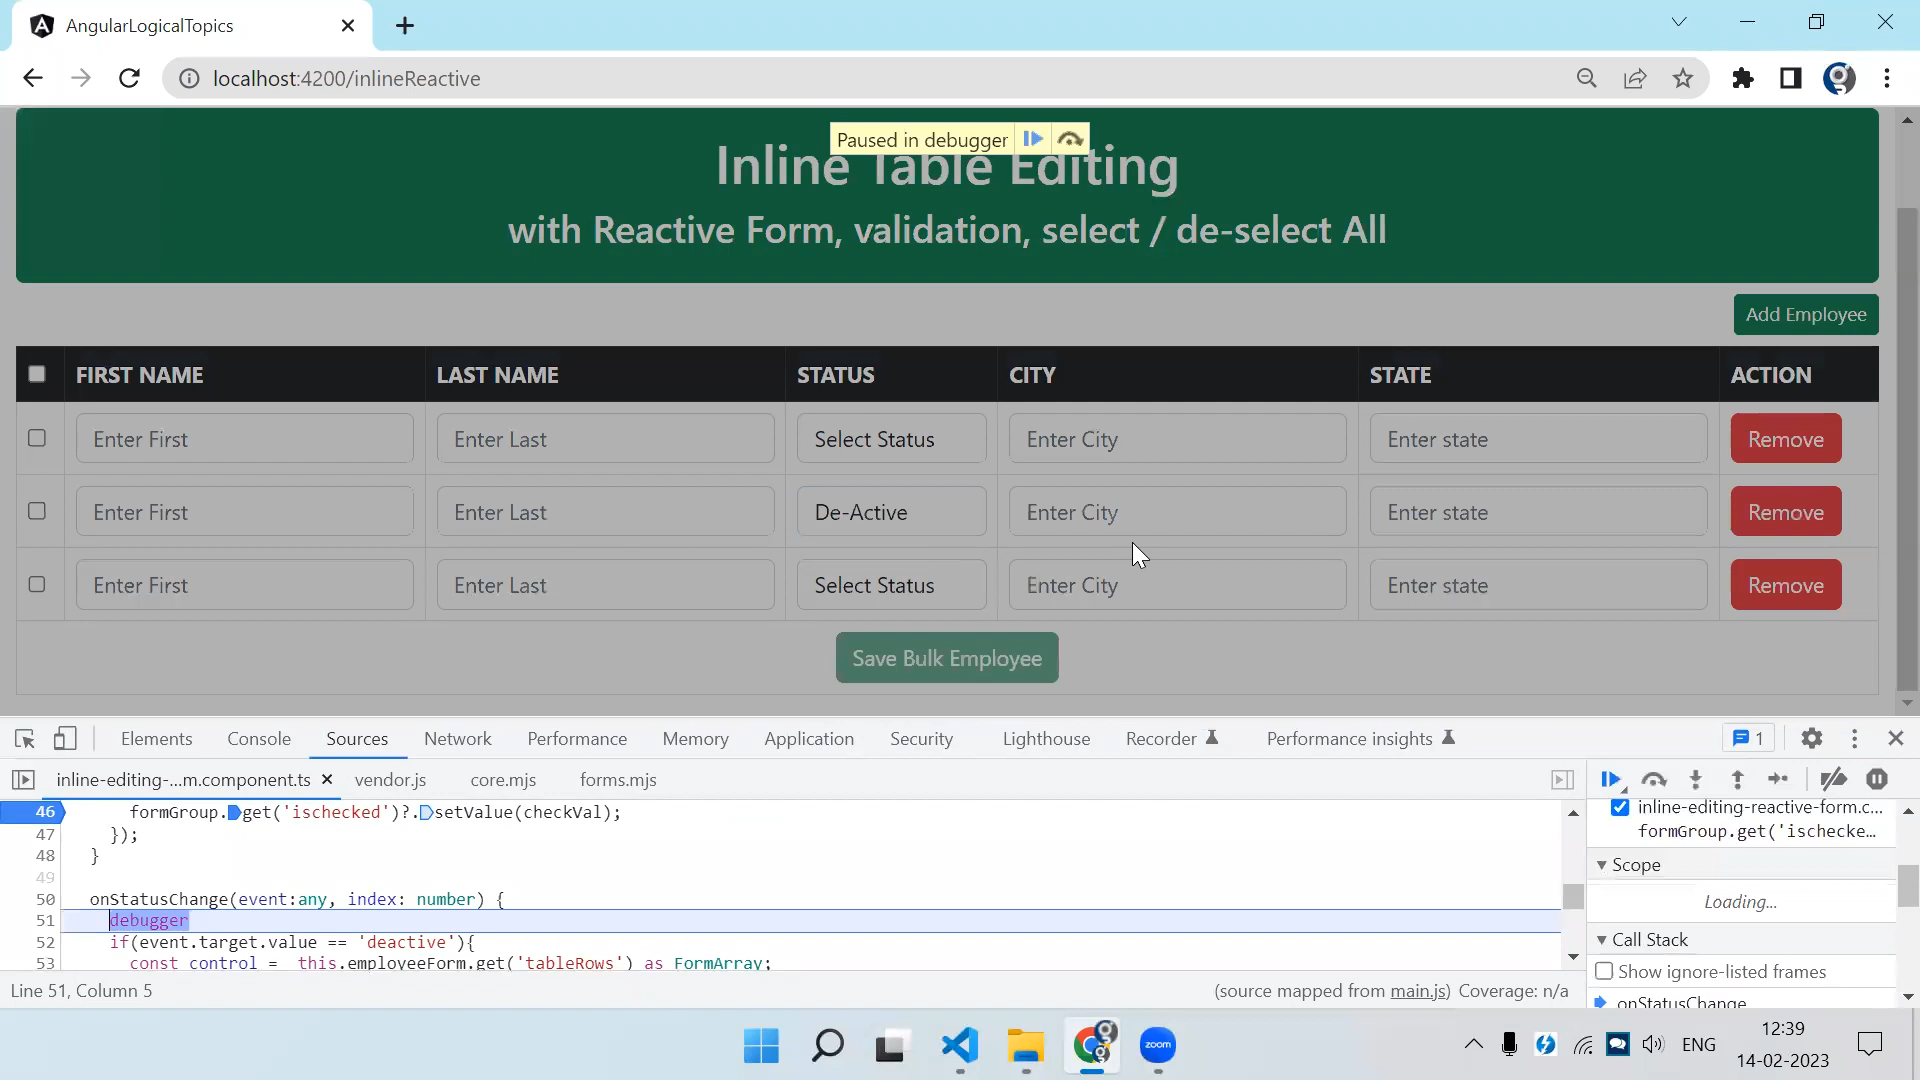 AngularLogicalTopics
localhost:4200/inlineReactive
Paused in debugger
Inline Table Editing
with Reactive Form, validation, select / de-select All
Add Employee
FIRST NAME LAST NAME STATUS CITY STATE ACTION
Enter First Enter Last Select Status Enter City Enter state Remove
Enter First Enter Last De-Active Enter City Enter state Remove
Enter First Enter Last Select Status Enter City Enter state Remove
Save Bulk Employee
Elements Console Sources Network Performance Memory Application Security Lighthouse Recorder Performance insights 1
inline-editing-...m.component.ts vendor.js core.mjs forms.mjs
46 formGroup.get('ischecked')?.setValue(checkVal);
47 });
48 }
49
50 onStatusChange(event:any, index: number) {
51 debugger
52 if(event.target.value == 'deactive'){
53 const control = this.employeeForm.get('tableRows') as FormArray;
Line 51, Column 5
(source mapped from main.js) Coverage: n/a
inline-editing-reactive-form.c...
formGroup.get('ischecke...
Scope
Loading...
Call Stack
Show ignore-listed frames
onStatusChange
zoom
ENG
12:39
14-02-2023